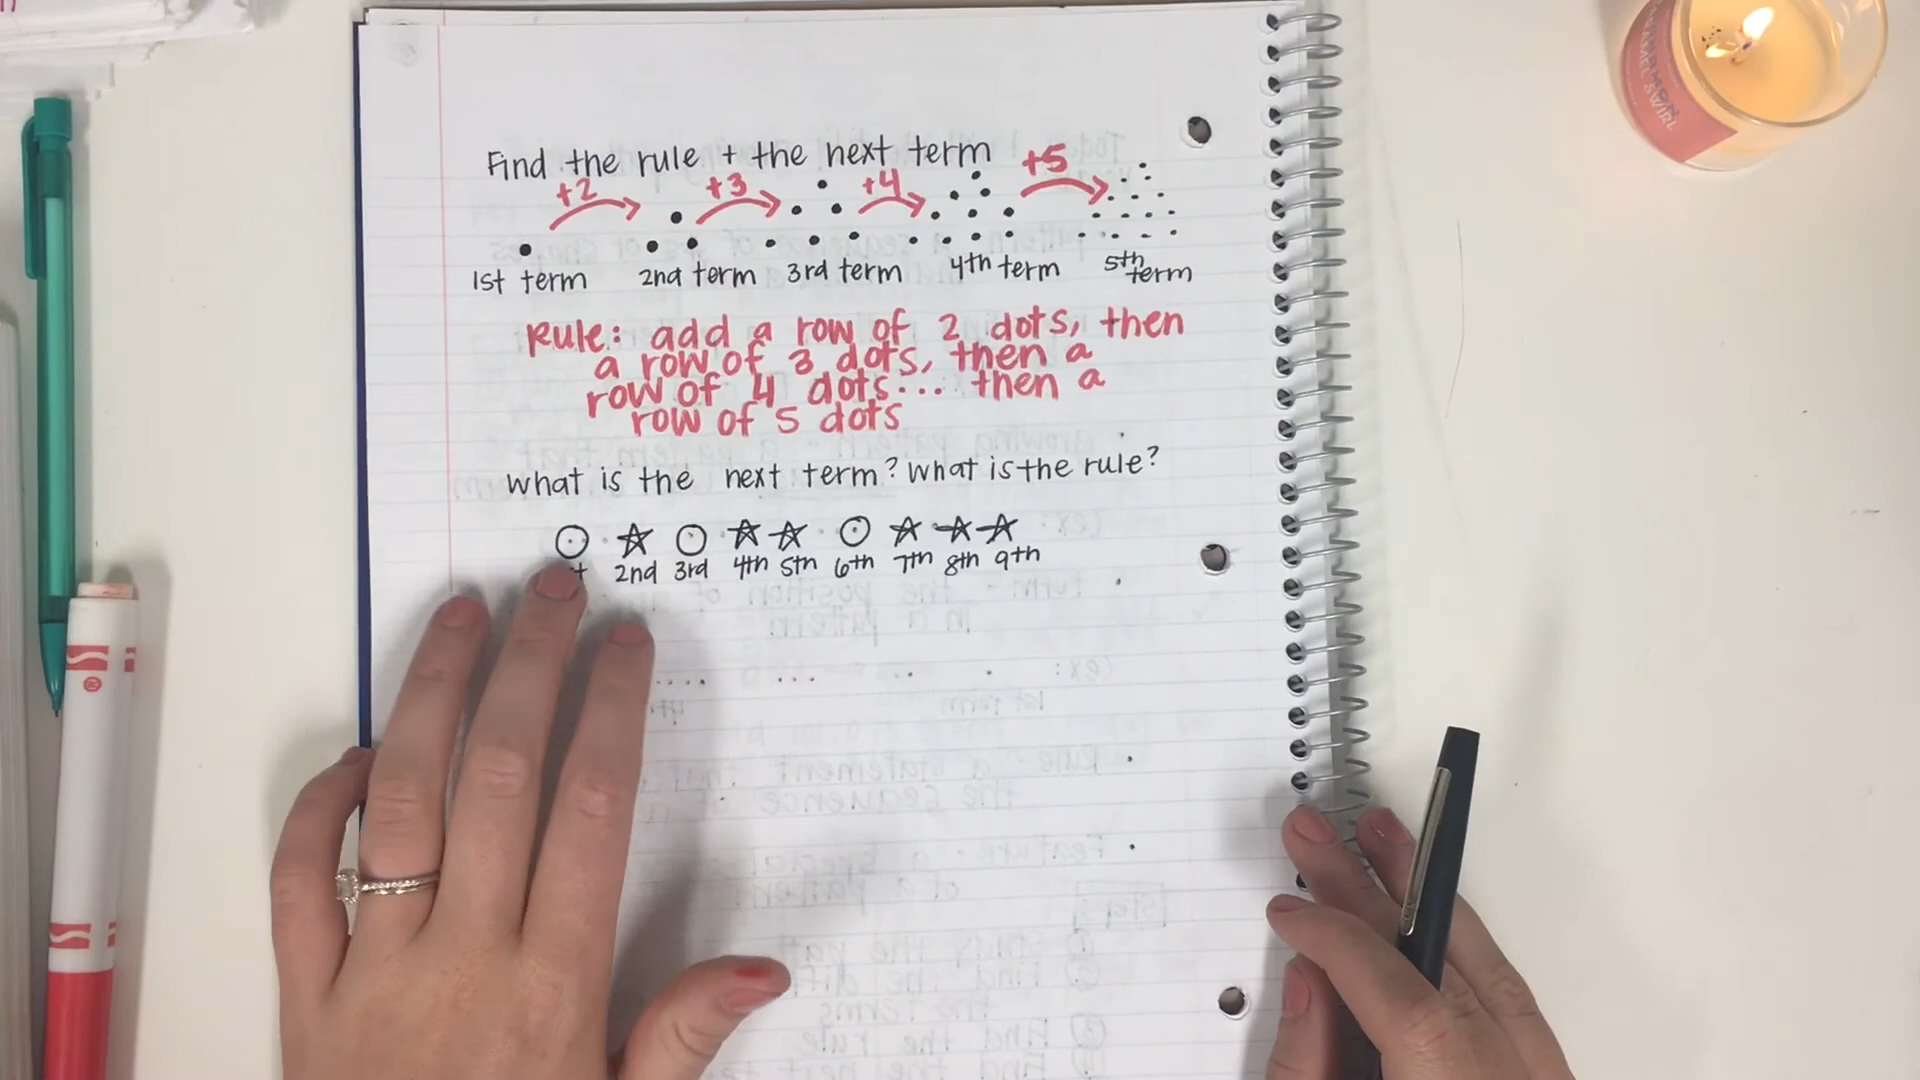 Find the rule + the next term
+2 +3 +4 +5
1st term 2nd term 3rd term 4th term 5th term
Rule: add a row of 2 dots, then
a row of 3 dots, then a
row of 4 dots... then a
row of 5 dots
What is the next term? What is the rule?
2nd 3rd 4th 5th 6th 7th 8th 9th
SWIRL